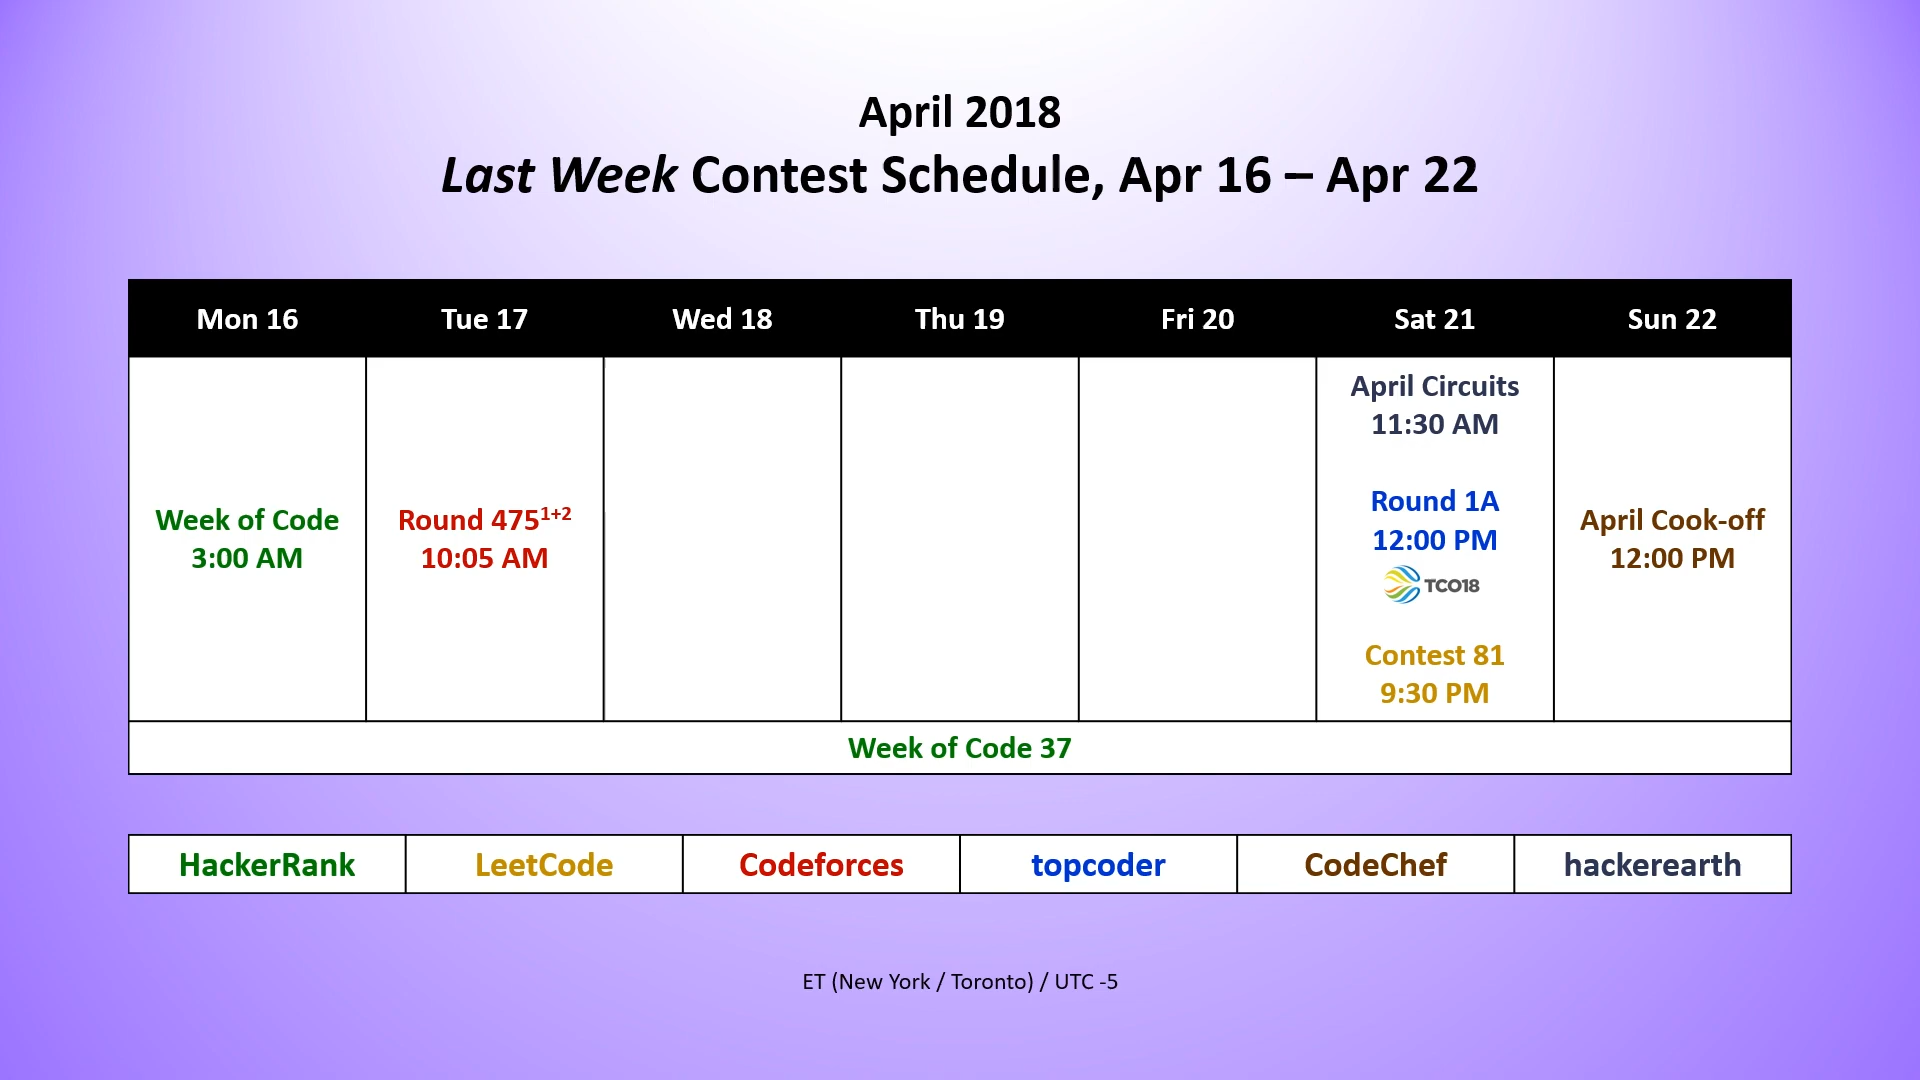 April 2018
Last Week Contest Schedule, Apr 16 – Apr 22
Mon 16 Tue 17 Wed 18 Thu 19 Fri 20 Sat 21 Sun 22
Week of Code
3:00 AM
Round 475¹⁺²
10:05 AM
April Circuits
11:30 AM
Round 1A
12:00 PM
TCO18
Contest 81
9:30 PM
April Cook-off
12:00 PM
Week of Code 37
HackerRank LeetCode Codeforces topcoder CodeChef hackerearth
ET (New York / Toronto) / UTC -5